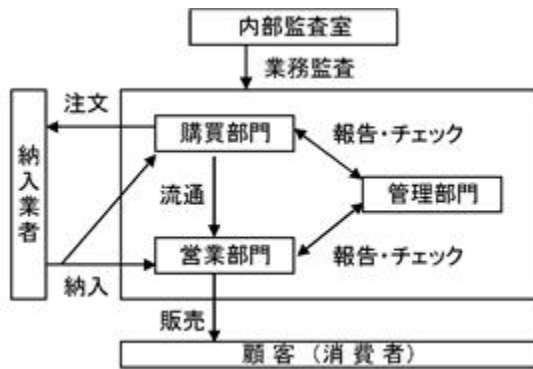 内部監査室
業務監査
注文
購買部門
報告・チェック
納入業者
流通
管理部門
営業部門
報告・チェック
納入
販売
顧客（消費者）